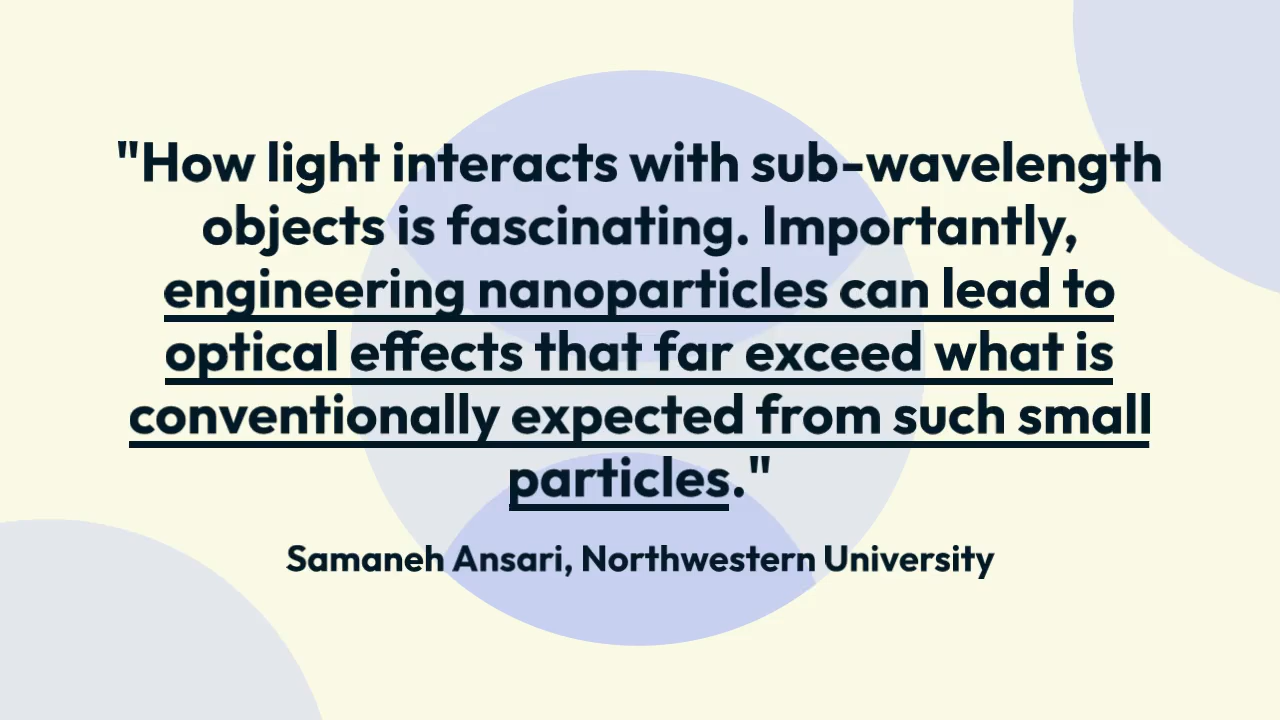 "How light interacts with sub-wavelength
objects is fascinating. Importantly,
engineering nanoparticles can lead to
optical effects that far exceed what is
conventionally expected from such small
particles."
Samaneh Ansari, Northwestern University